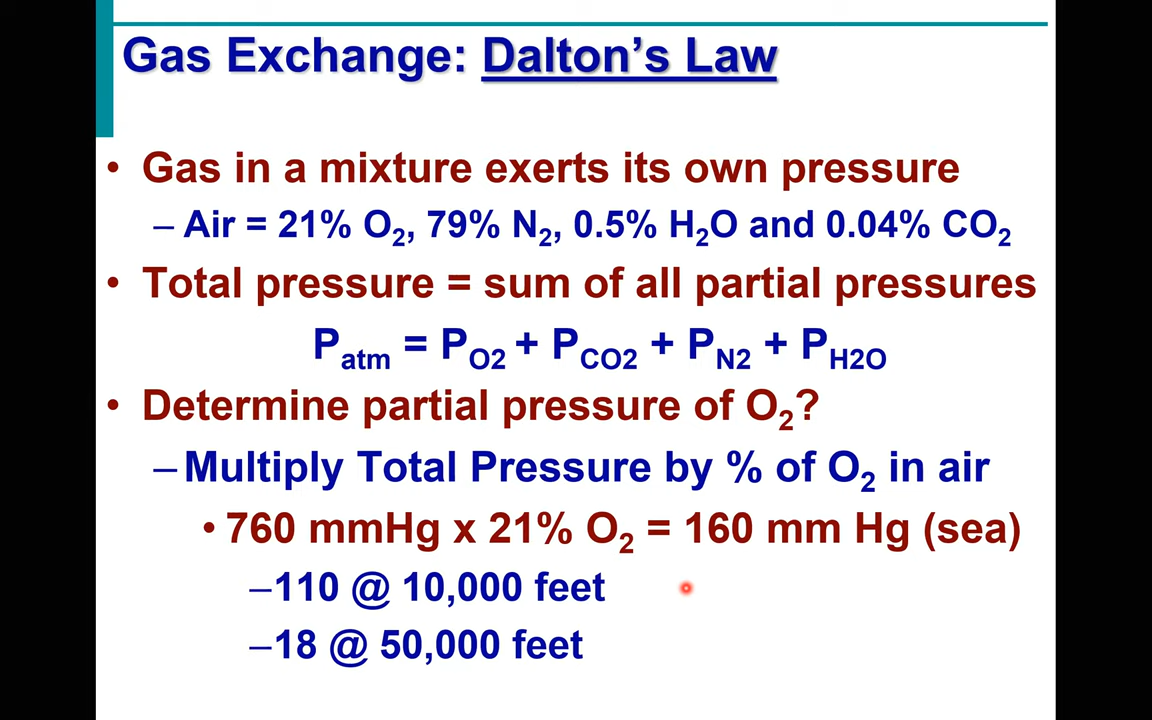 Gas Exchange: Dalton's Law
• Gas in a mixture exerts its own pressure
– Air = 21% O₂, 79% N₂, 0.5% H₂O and 0.04% CO₂
• Total pressure = sum of all partial pressures
Patm = PO2 + PCO2 + PN2 + PH2O
• Determine partial pressure of O₂?
– Multiply Total Pressure by % of O₂ in air
• 760 mmHg x 21% O₂ = 160 mm Hg (sea)
–110 @ 10,000 feet
–18 @ 50,000 feet